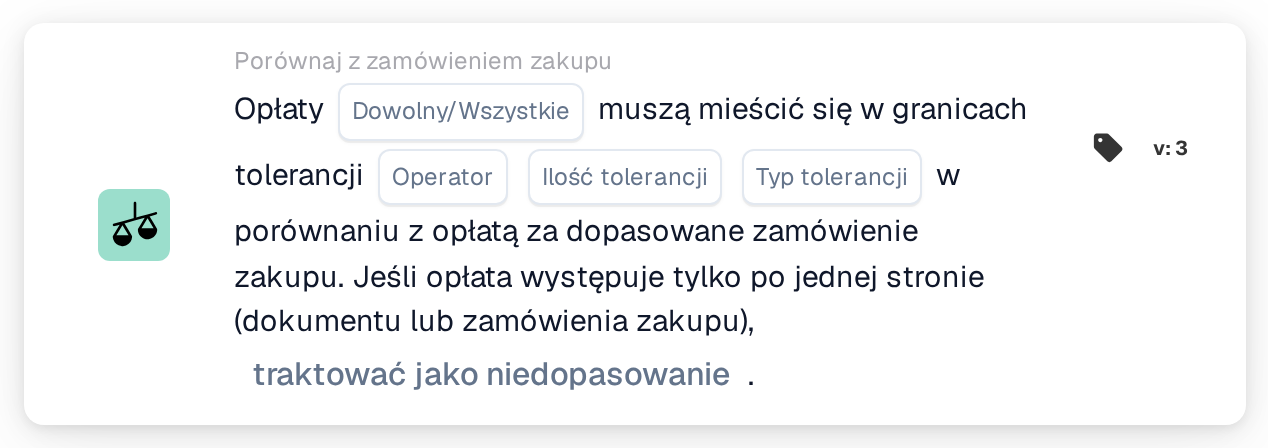 Porównaj z zamówieniem zakupu
Opłaty Dowolny/Wszystkie muszą mieścić się w granicach
tolerancji Operator Ilość tolerancji Typ tolerancji w
porównaniu z opłatą za dopasowane zamówienie
zakupu. Jeśli opłata występuje tylko po jednej stronie
(dokumentu lub zamówienia zakupu),
traktować jako niedopasowanie .
v: 3